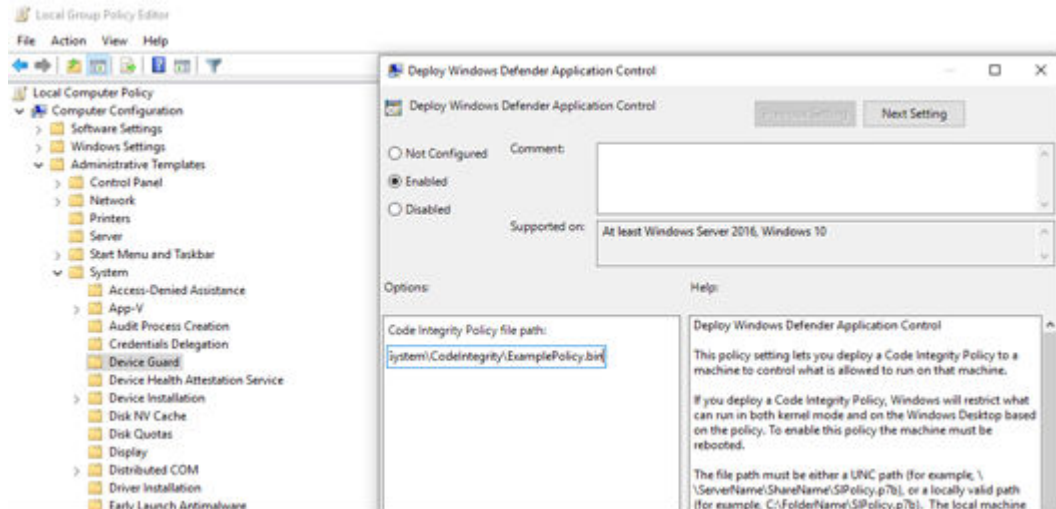 Local Group Policy Editor
File Action View Help
Local Computer Policy
Computer Configuration
Software Settings
Windows Settings
Administrative Templates
Control Panel
Network
Printers
Server
Start Menu and Taskbar
System
Access-Denied Assistance
App-V
Audit Process Creation
Credentials Delegation
Device Guard
Device Health Attestation Service
Device Installation
Disk NV Cache
Disk Quotas
Display
Distributed COM
Driver Installation
Early Launch Antimalware
Deploy Windows Defender Application Control
Deploy Windows Defender Application Control
Previous Setting Next Setting
Not Configured
Enabled
Disabled
Comment:
Supported on:
At least Windows Server 2016, Windows 10
Options:
Help:
Code Integrity Policy file path:
System\CodeIntegrity\ExamplePolicy.bin
Deploy Windows Defender Application Control
This policy setting lets you deploy a Code Integrity Policy to a
machine to control what is allowed to run on that machine.
If you deploy a Code Integrity Policy, Windows will restrict what
can run in both kernel mode and on the Windows Desktop based
on the policy. To enable this policy the machine must be
rebooted.
The file path must be either a UNC path (for example, \
\ServerName\ShareName\SIPolicy.p7b), or a locally valid path
(for example, C:\FolderName\SIPolicy.p7b). The local machine